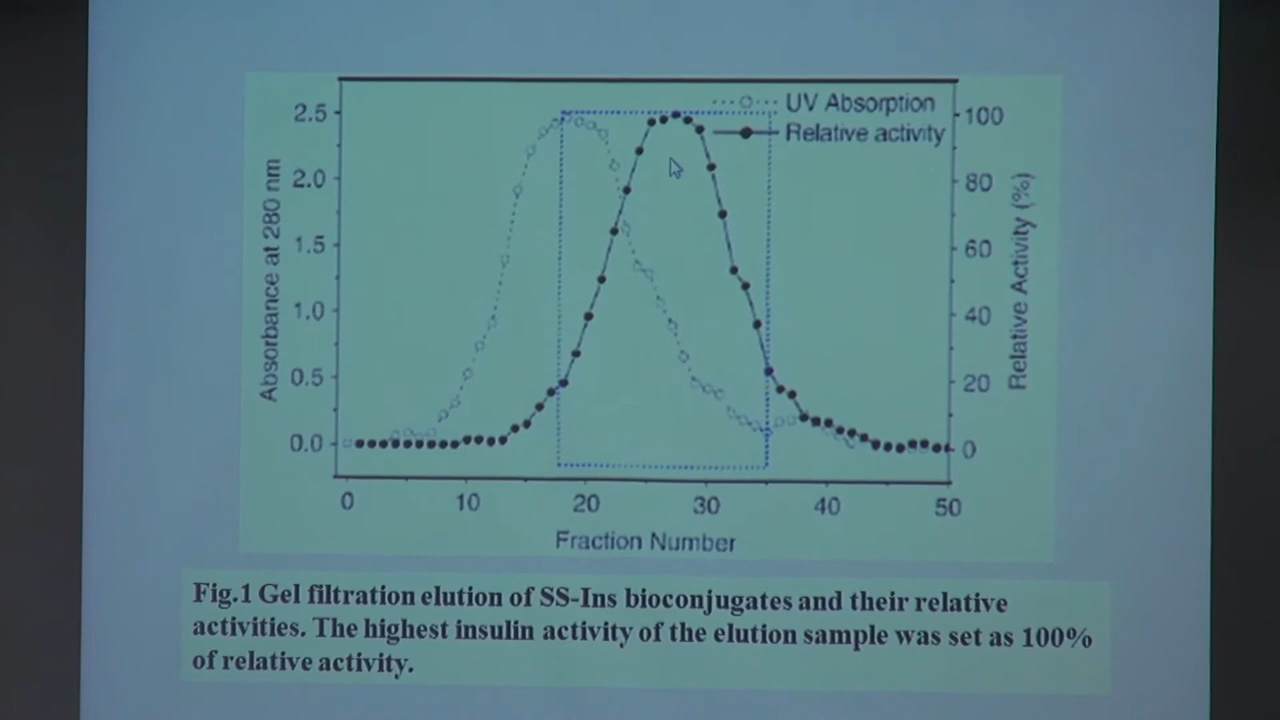 UV Absorption
Relative activity
2.5
2.0
1.5
1.0
0.5
0.0
Absorbance at 280 nm
100
80
60
40
20
0
Relative Activity (%)
0 10 20 30 40 50
Fraction Number
Fig.1 Gel filtration elution of SS-Ins bioconjugates and their relative
activities. The highest insulin activity of the elution sample was set as 100%
of relative activity.